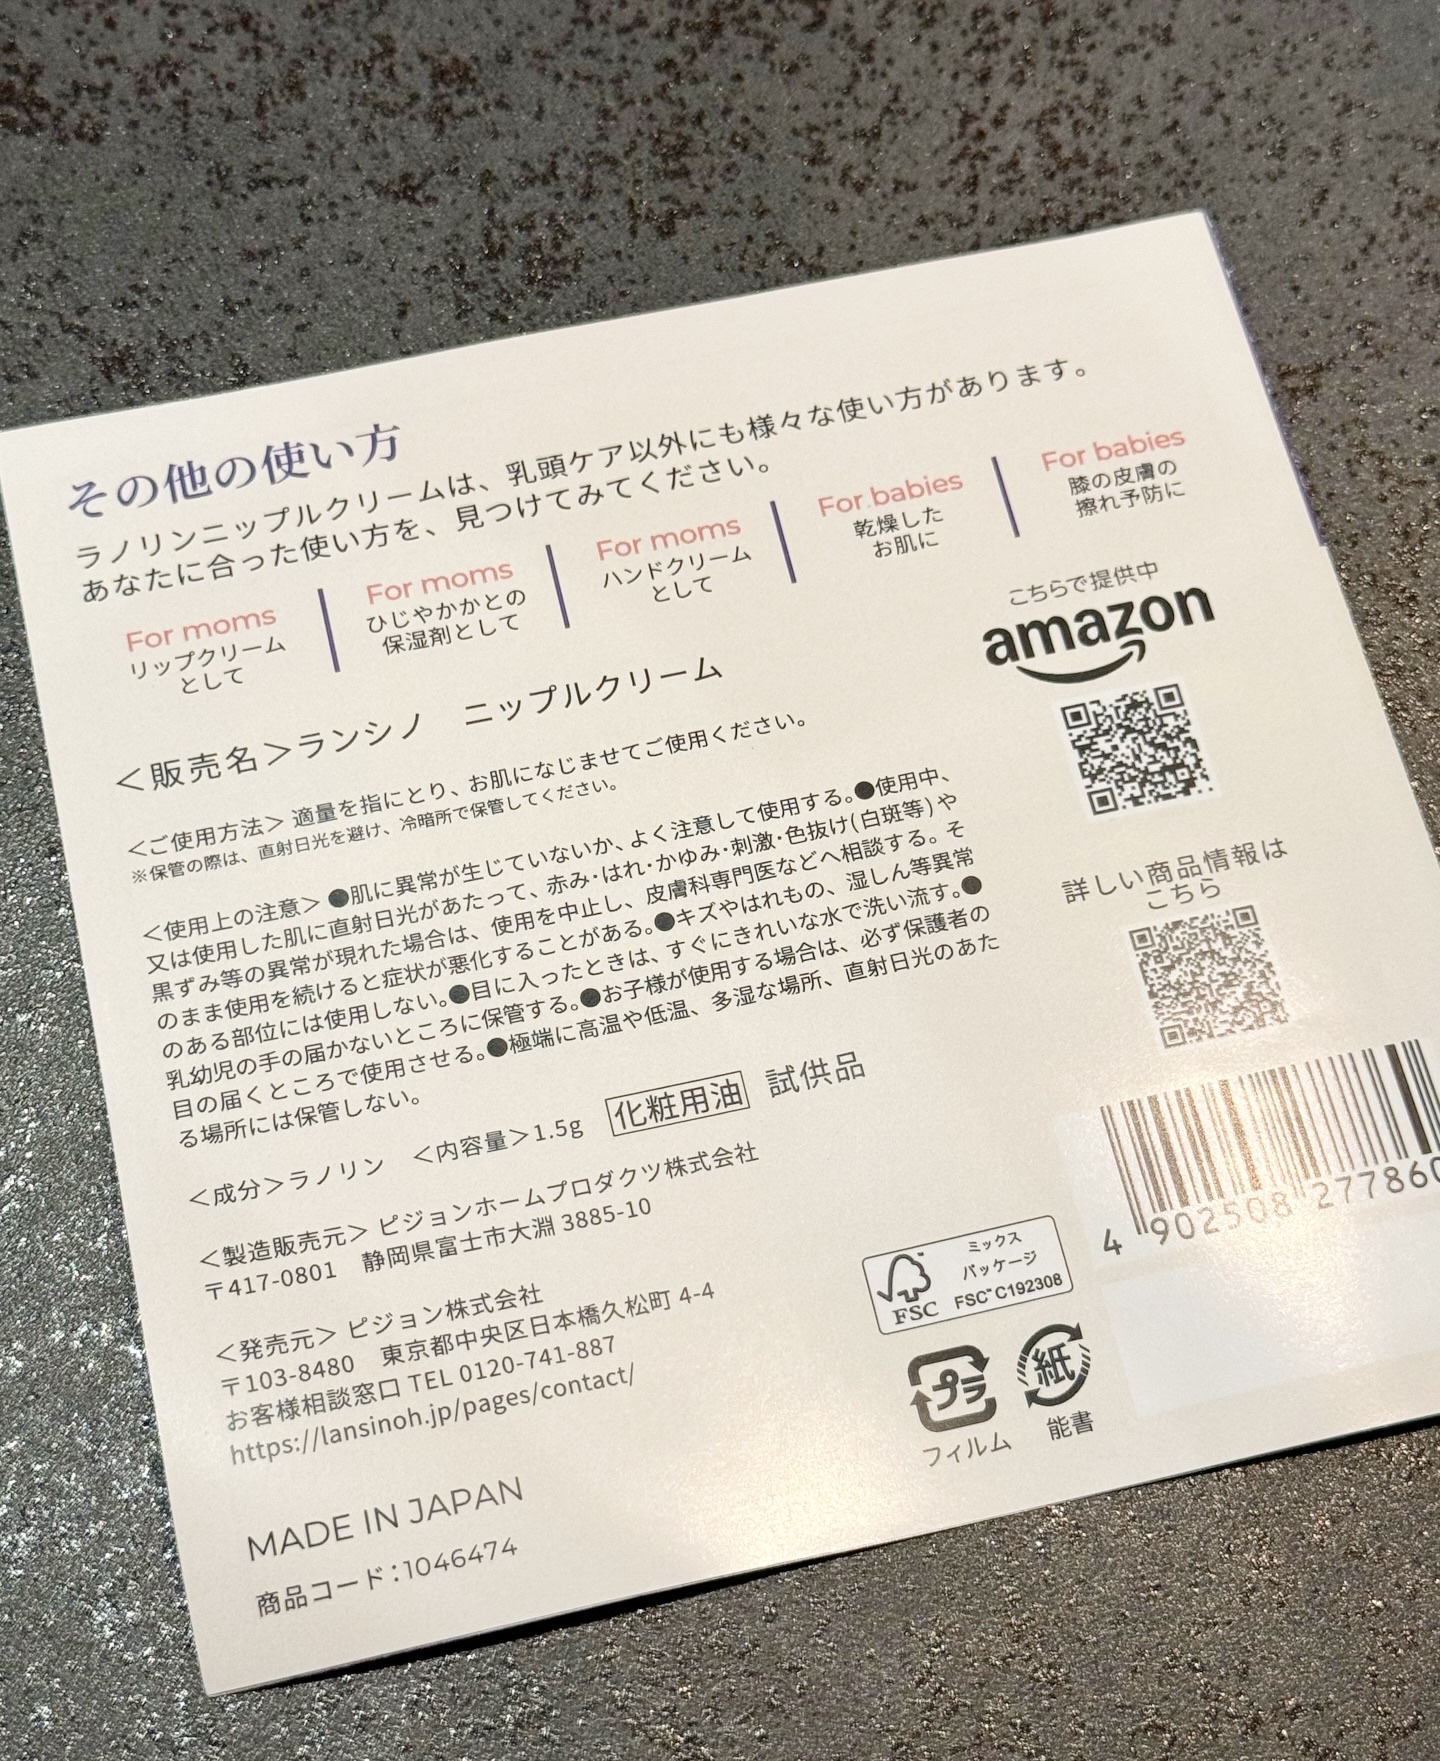 その他の使い方
ラノリンニップルクリームは、乳頭ケア以外にも様々な使い方があります。
あなたに合った使い方を、見つけてみてください。
For moms
リップクリーム
として
For moms
ひじやかかとの
保湿剤として
For moms
ハンドクリーム
として
For babies
乾燥した
お肌に
For babies
膝の皮膚の
擦れ予防に
<販売名>ランシノ　ニップルクリーム
<ご使用方法> 適量を指にとり、お肌になじませてご使用ください。
※保管の際は、直射日光を避け、冷暗所で保管してください。
<使用上の注意> ●肌に異常が生じていないか、よく注意して使用する。●使用中、
又は使用した肌に直射日光があたって、赤み・はれ・かゆみ・刺激・色抜け(白斑等)や
黒ずみ等の異常が現れた場合は、使用を中止し、皮膚科専門医などへ相談する。そ
のまま使用を続けると症状が悪化することがある。●キズやはれもの、湿しん等異常
のある部位には使用しない。●目に入ったときは、すぐにきれいな水で洗い流す。●
乳幼児の手の届かないところに保管する。●お子様が使用する場合は、必ず保護者の
目の届くところで使用させる。●極端に高温や低温、多湿な場所、直射日光のあた
る場所には保管しない。
<成分>ラノリン　<内容量>1.5g　化粧用油　試供品
<製造販売元> ピジョンホームプロダクツ株式会社
〒417-0801　静岡県富士市大淵 3885-10
<発売元> ピジョン株式会社
〒103-8480　東京都中央区日本橋久松町 4-4
お客様相談窓口 TEL 0120-741-887
https://lansinoh.jp/pages/contact/
MADE IN JAPAN
商品コード：1046474
こちらで提供中
amazon
詳しい商品情報は
こちら
4 902508 277860
FSC
ミックス
パッケージ
FSC™ C192308
プラ
フィルム
紙
能書